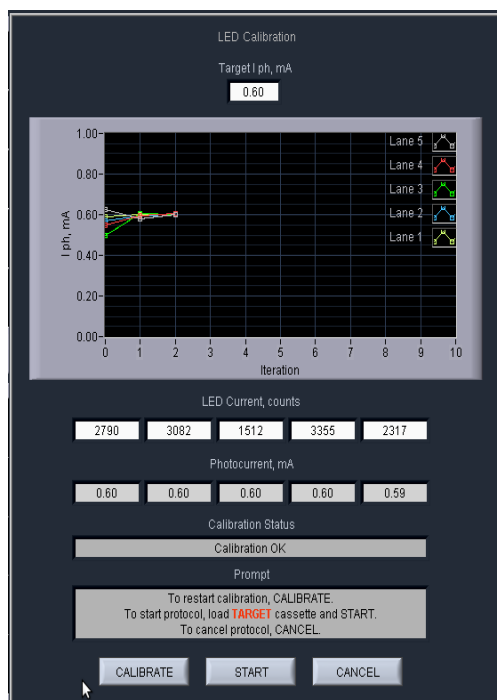 LED Calibration
Target I ph, mA
0.60
1.00
0.80
0.60
0.40
0.20
0.00
I ph, mA
0 1 2 3 4 5 6 7 8 9 10
Iteration
Lane 5
Lane 4
Lane 3
Lane 2
Lane 1
LED Current, counts
2790 3082 1512 3355 2317
Photocurrent, mA
0.60 0.60 0.60 0.60 0.59
Calibration Status
Calibration OK
Prompt
To restart calibration, CALIBRATE.
To start protocol, load TARGET cassette and START.
To cancel protocol, CANCEL.
CALIBRATE START CANCEL